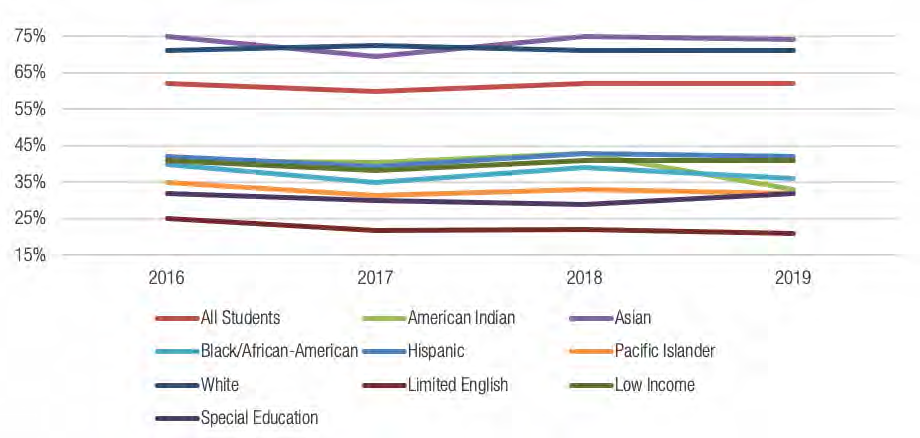 75%
65%
55%
45%
35%
25%
15%
2016 2017 2018 2019
All Students American Indian Asian
Black/African-American Hispanic Pacific Islander
White Limited English Low Income
Special Education